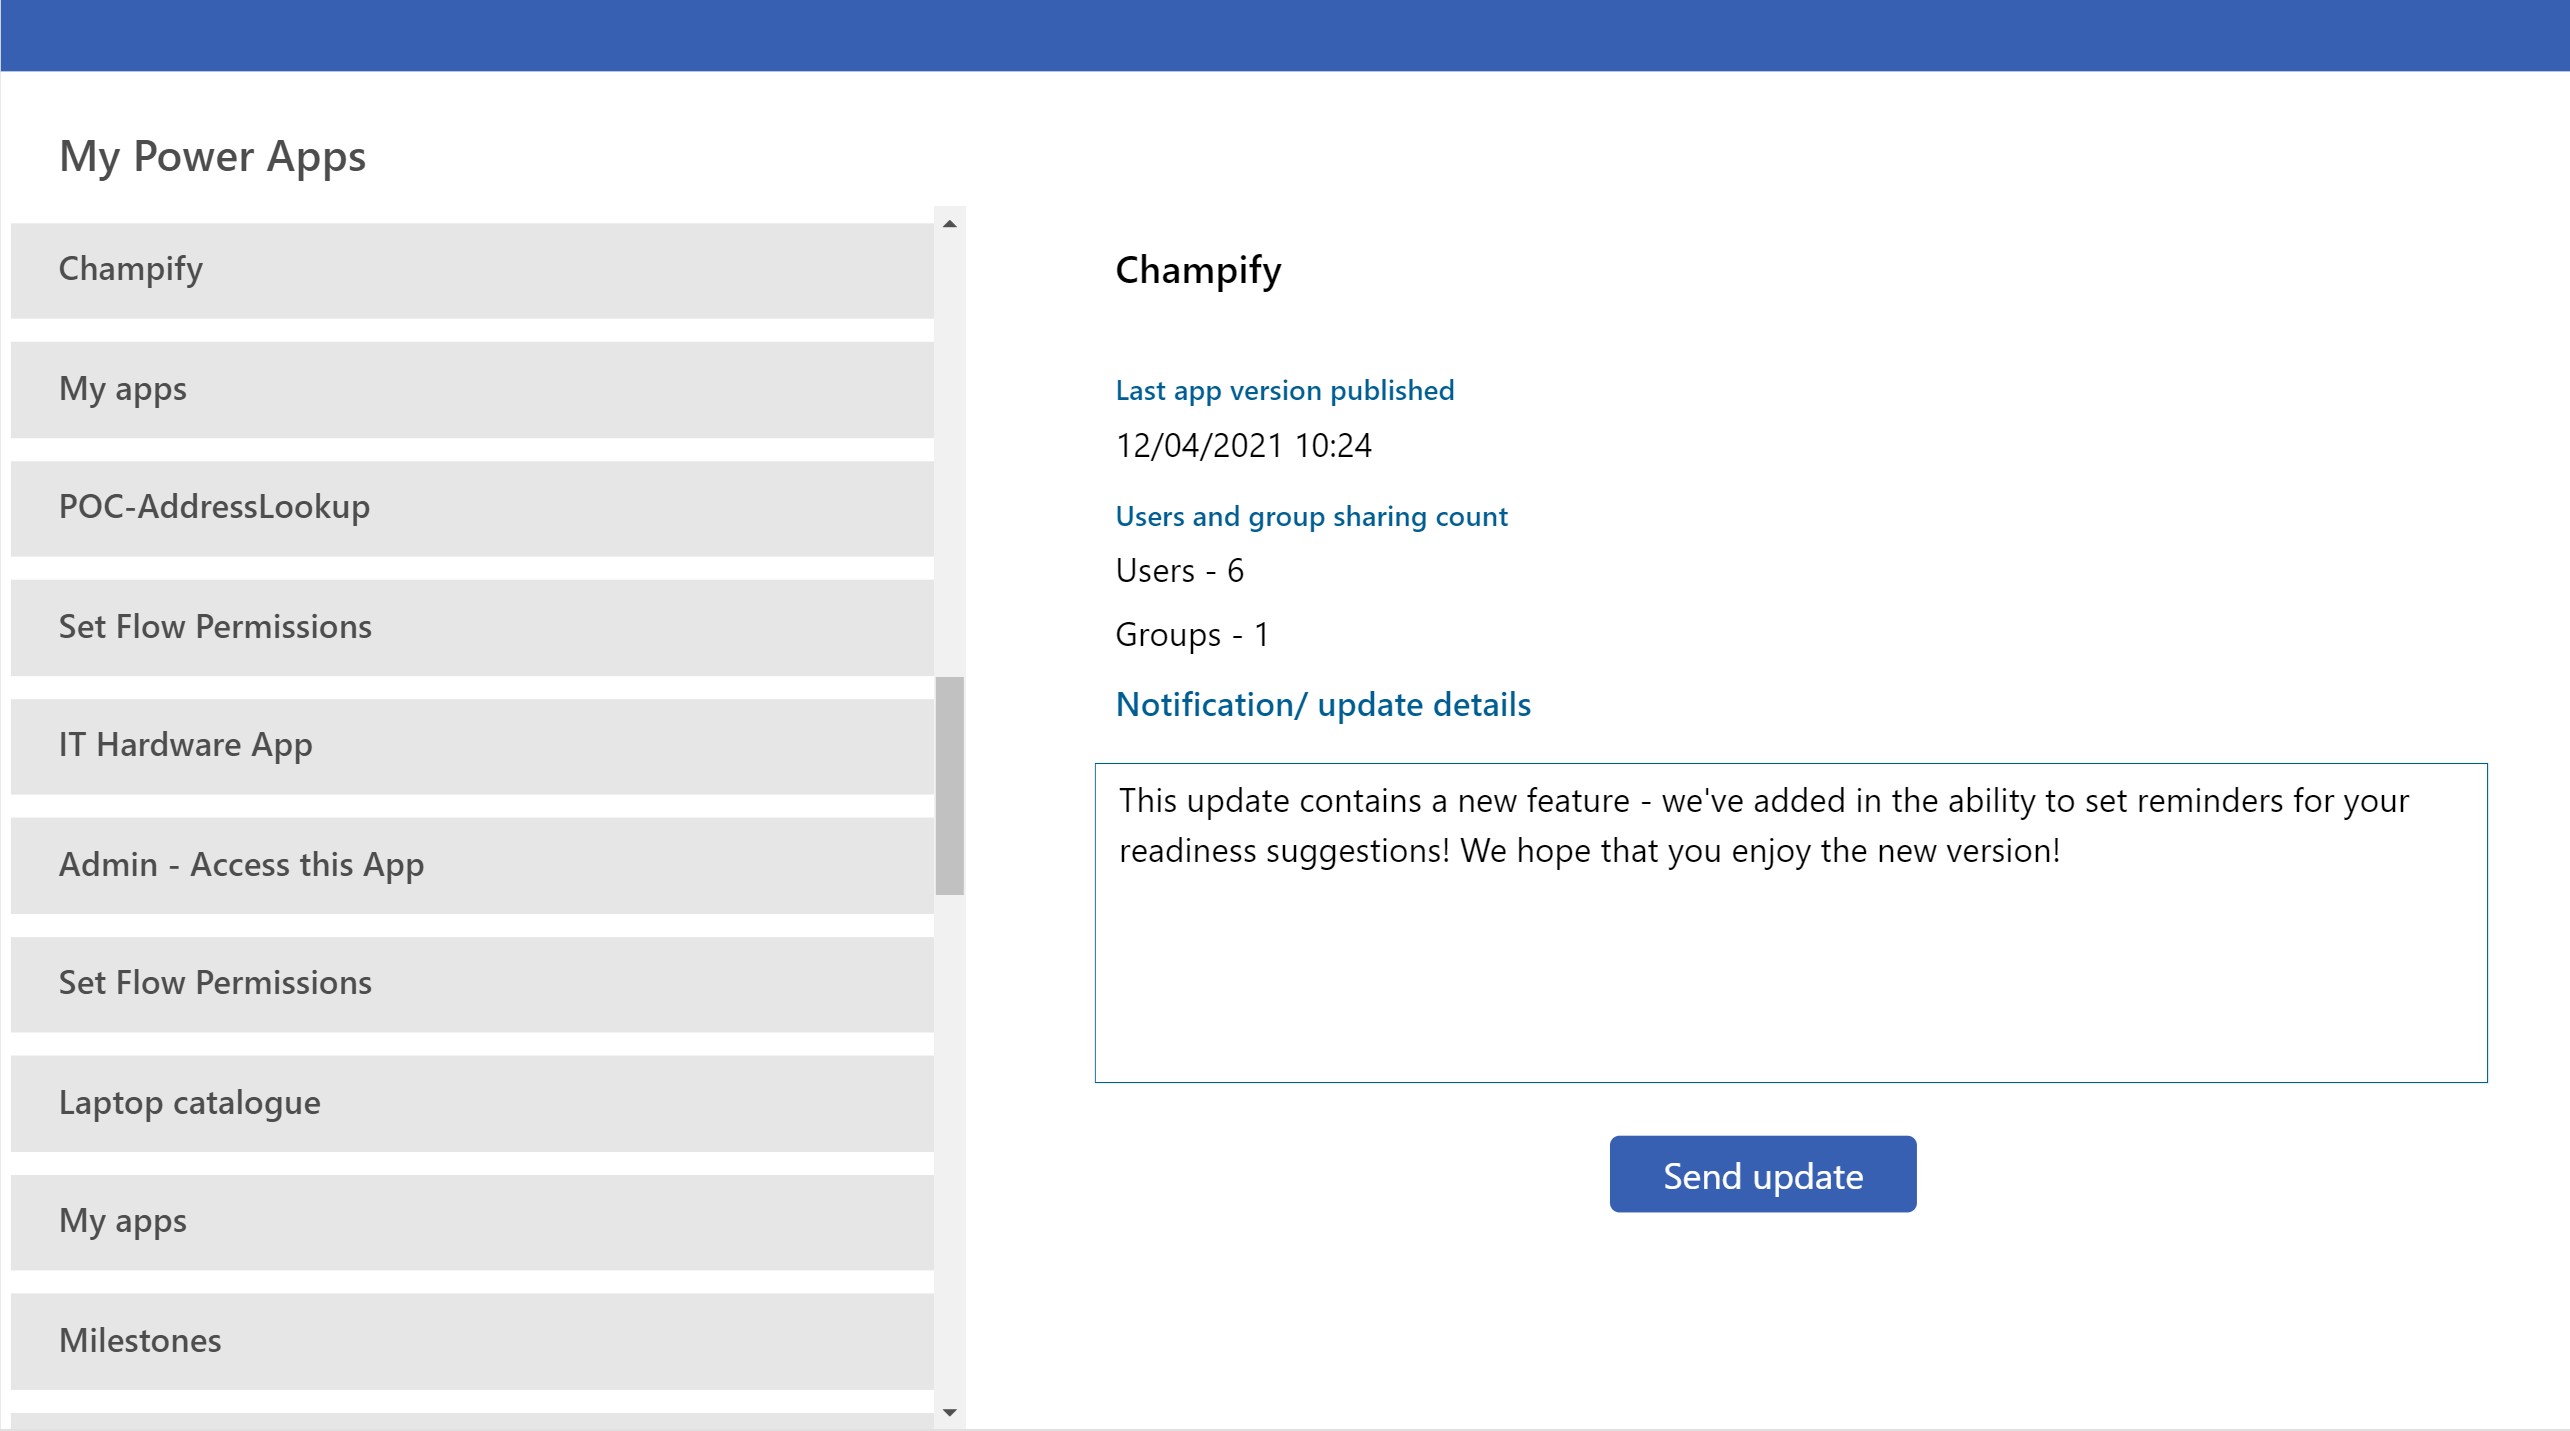 My Power Apps
Champify
My apps
POC-AddressLookup
Set Flow Permissions
IT Hardware App
Admin - Access this App
Set Flow Permissions
Laptop catalogue
My apps
Milestones
Champify
Last app version published
12/04/2021 10:24
Users and group sharing count
Users - 6
Groups - 1
Notification/ update details
This update contains a new feature - we've added in the ability to set reminders for your
readiness suggestions! We hope that you enjoy the new version!
Send update